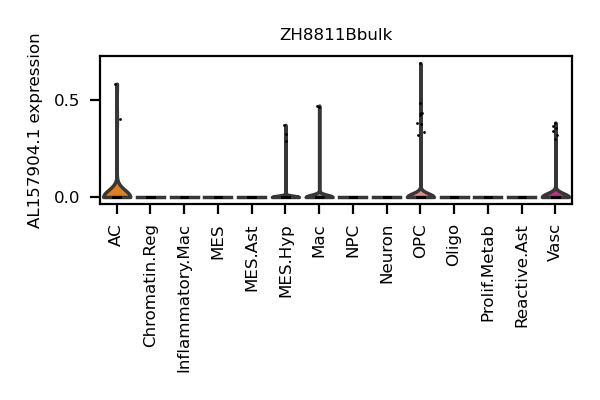 ZH8811Bbulk
AL157904.1 expression
0.5
0.0
AC
Chromatin.Reg
Inflammatory.Mac
MES
MES.Ast
MES.Hyp
Mac
NPC
Neuron
OPC
Oligo
Prolif.Metab
Reactive.Ast
Vasc